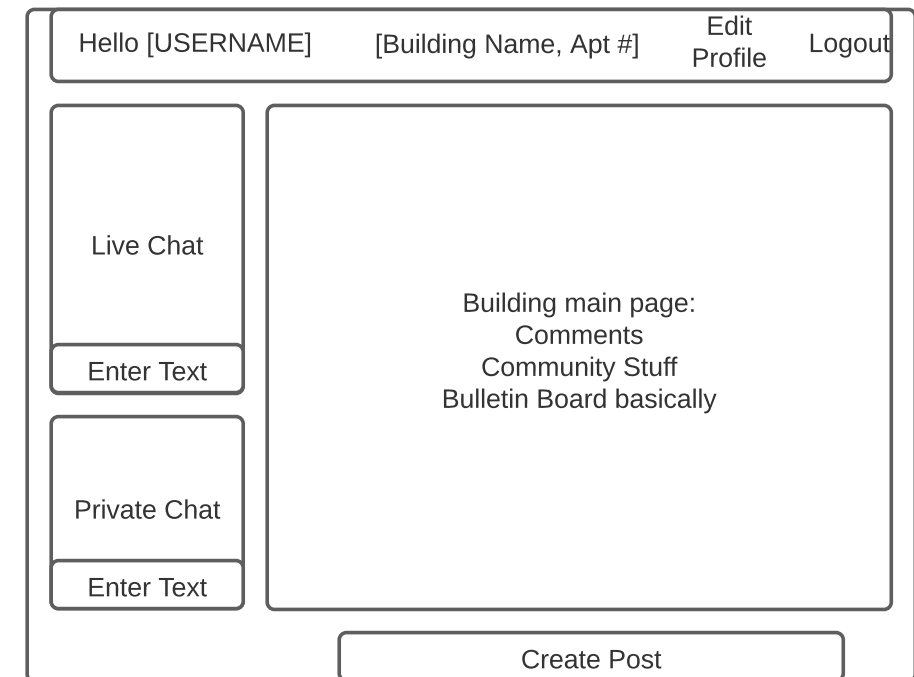 Hello [USERNAME]
[Building Name, Apt #]
Edit
Profile
Logout
Live Chat
Enter Text
Private Chat
Enter Text
Building main page:
Comments
Community Stuff
Bulletin Board basically
Create Post